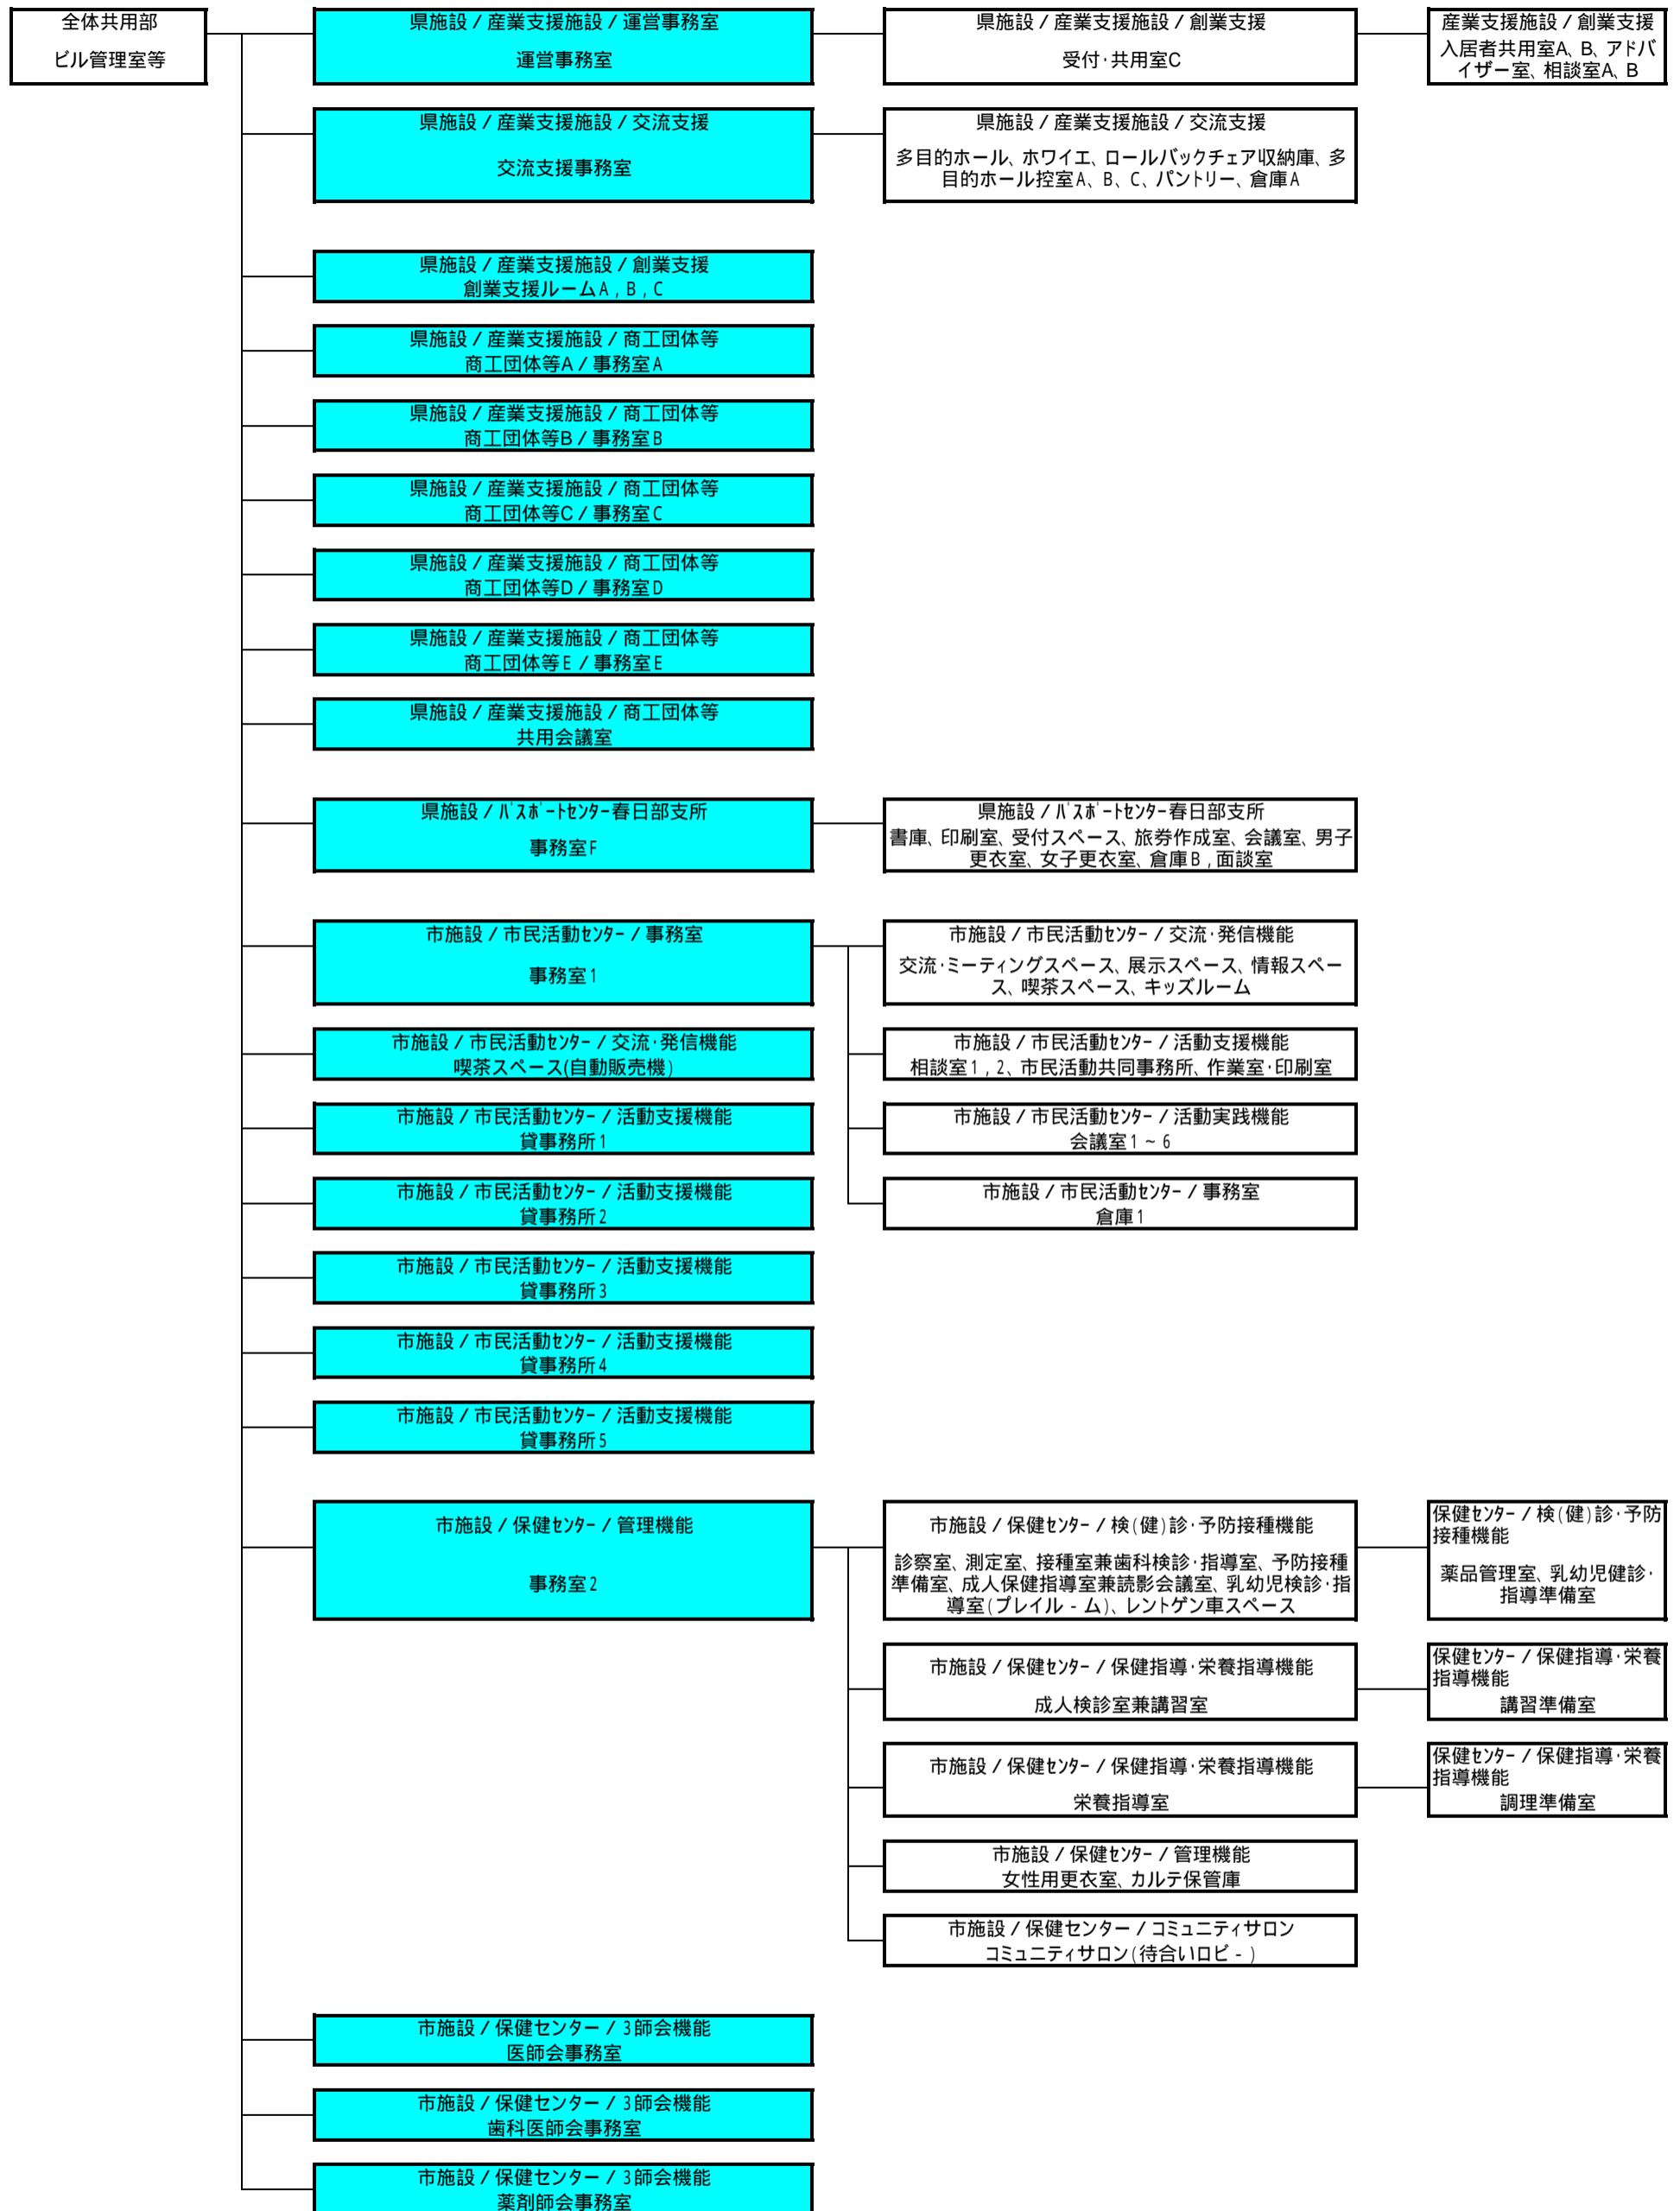 全体共用部
ビル管理室等
県施設 / 産業支援施設 / 運営事務室
運営事務室
県施設 / 産業支援施設 / 創業支援
受付・共用室C
産業支援施設 / 創業支援
入居者共用室A、B、アドバ
イザー室、相談室A、B
県施設 / 産業支援施設 / 交流支援
交流支援事務室
県施設 / 産業支援施設 / 交流支援
多目的ホール、ホワイエ、ロールバックチェア収納庫、多
目的ホール控室A、B、C、パントリー、倉庫A
県施設 / 産業支援施設 / 創業支援
創業支援ルームA , B , C
県施設 / 産業支援施設 / 商工団体等
商工団体等A / 事務室A
県施設 / 産業支援施設 / 商工団体等
商工団体等B / 事務室B
県施設 / 産業支援施設 / 商工団体等
商工団体等C / 事務室C
県施設 / 産業支援施設 / 商工団体等
商工団体等D / 事務室D
県施設 / 産業支援施設 / 商工団体等
商工団体等E / 事務室E
県施設 / 産業支援施設 / 商工団体等
共用会議室
県施設 / ﾊﾟｽﾎﾟｰﾄｾﾝﾀｰ春日部支所
事務室F
県施設 / ﾊﾟｽﾎﾟｰﾄｾﾝﾀｰ春日部支所
書庫、印刷室、受付スペース、旅券作成室、会議室、男子
更衣室、女子更衣室、倉庫B , 面談室
市施設 / 市民活動ｾﾝﾀｰ / 事務室
事務室1
市施設 / 市民活動ｾﾝﾀｰ / 交流・発信機能
交流・ミーティングスペース、展示スペース、情報スペー
ス、喫茶スペース、キッズルーム
市施設 / 市民活動ｾﾝﾀｰ / 交流・発信機能
喫茶スペース(自動販売機)
市施設 / 市民活動ｾﾝﾀｰ / 活動支援機能
相談室1 , 2、市民活動共同事務所、作業室・印刷室
市施設 / 市民活動ｾﾝﾀｰ / 活動支援機能
貸事務所1
市施設 / 市民活動ｾﾝﾀｰ / 活動実践機能
会議室1 ~ 6
市施設 / 市民活動ｾﾝﾀｰ / 活動支援機能
貸事務所2
市施設 / 市民活動ｾﾝﾀｰ / 事務室
倉庫1
市施設 / 市民活動ｾﾝﾀｰ / 活動支援機能
貸事務所3
市施設 / 市民活動ｾﾝﾀｰ / 活動支援機能
貸事務所4
市施設 / 市民活動ｾﾝﾀｰ / 活動支援機能
貸事務所5
市施設 / 保健ｾﾝﾀｰ / 管理機能
事務室2
市施設 / 保健ｾﾝﾀｰ / 検(健)診・予防接種機能
診察室、測定室、接種室兼歯科検診・指導室、予防接種
準備室、成人保健指導室兼読影会議室、乳幼児検診・指
導室(プレイル - ム)、レントゲン車スペース
保健ｾﾝﾀｰ / 検(健)診・予防
接種機能
薬品管理室、乳幼児健診・
指導準備室
市施設 / 保健ｾﾝﾀｰ / 保健指導・栄養指導機能
成人検診室兼講習室
保健ｾﾝﾀｰ / 保健指導・栄養
指導機能
講習準備室
市施設 / 保健ｾﾝﾀｰ / 保健指導・栄養指導機能
栄養指導室
保健ｾﾝﾀｰ / 保健指導・栄養
指導機能
調理準備室
市施設 / 保健ｾﾝﾀｰ / 管理機能
女性用更衣室、カルテ保管庫
市施設 / 保健センター / コミュニティサロン
コミュニティサロン(待合いロビ - )
市施設 / 保健センター / 3師会機能
医師会事務室
市施設 / 保健センター / 3師会機能
歯科医師会事務室
市施設 / 保健センター / 3師会機能
薬剤師会事務室